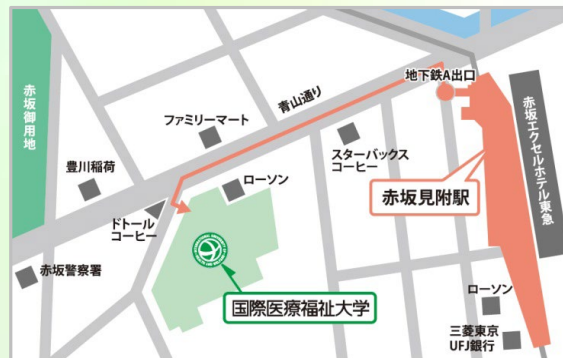 赤坂御用地
地下鉄A出口
青山通り
ファミリーマート
スターバックス
コーヒー
赤坂エクセルホテル東急
豊川稲荷
ローソン
赤坂見附駅
ドトール
コーヒー
赤坂警察署
国際医療福祉大学
ローソン
三菱東京
UFJ銀行